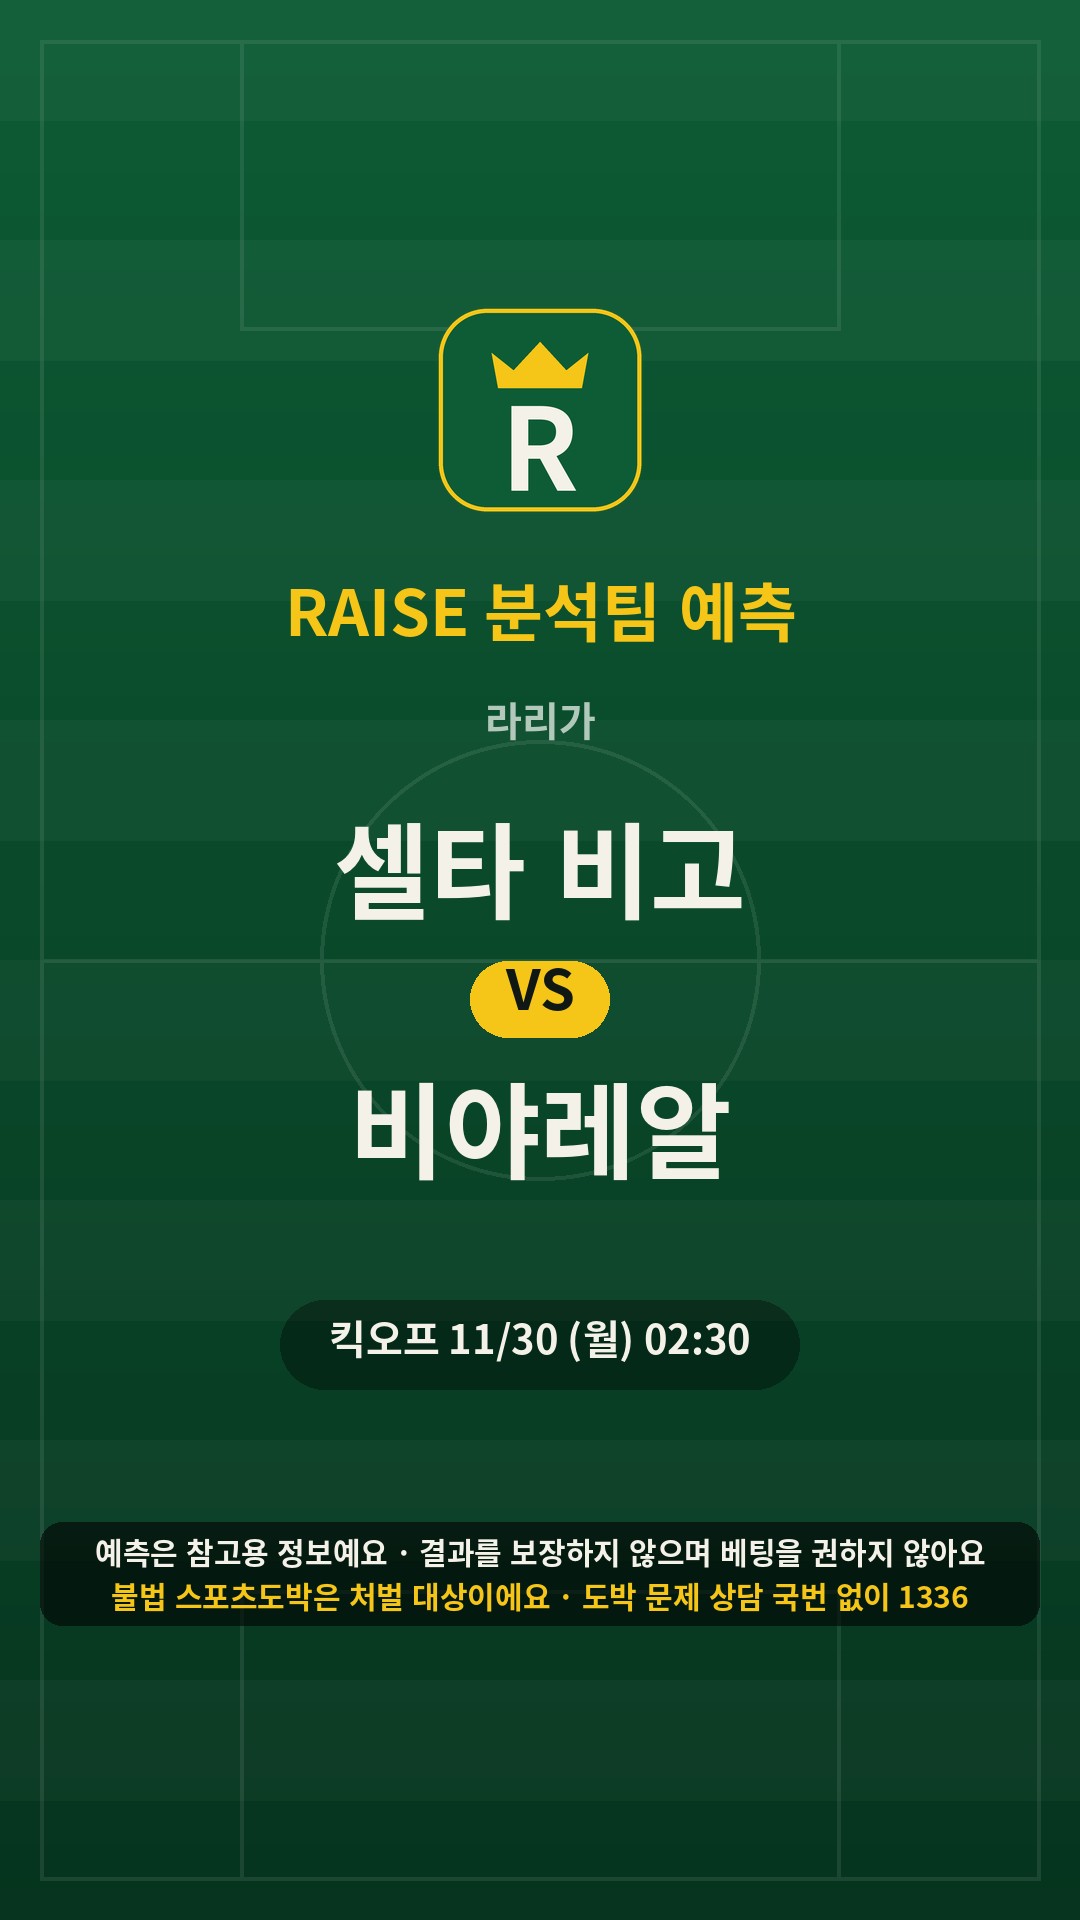 R
RAISE 분석팀 예측
라리가
셀타 비고
VS
비야레알
킥오프 11/30 (월) 02:30
예측은 참고용 정보예요 · 결과를 보장하지 않으며 베팅을 권하지 않아요
불법 스포츠도박은 처벌 대상이에요 · 도박 문제 상담 국번 없이 1336